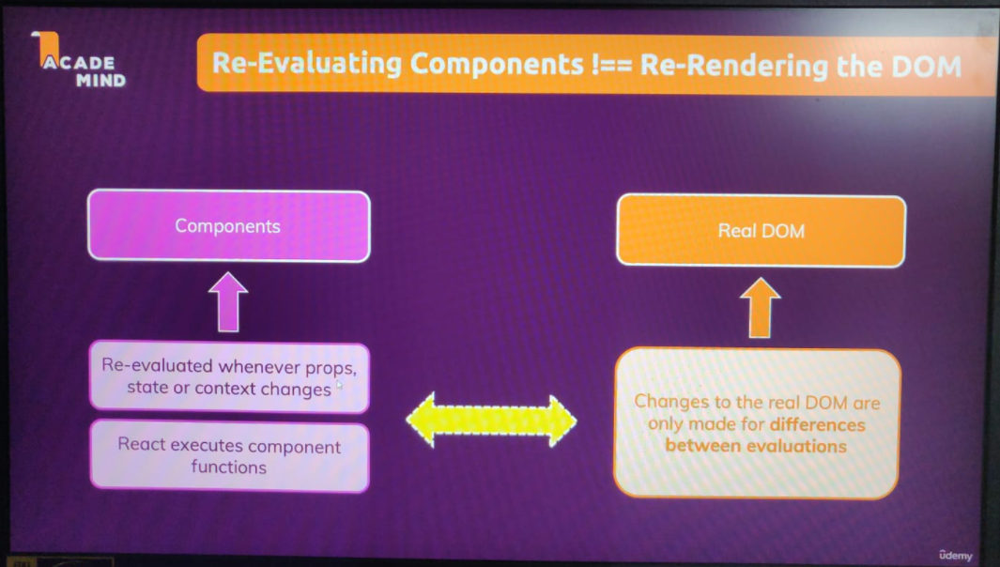 ACADE
MIND
Re-Evaluating Components !== Re-Rendering the DOM
Components
Real DOM
Re-evaluated whenever props,
state or context changes
React executes component
functions
Changes to the real DOM are
only made for differences
between evaluations
ûdemy